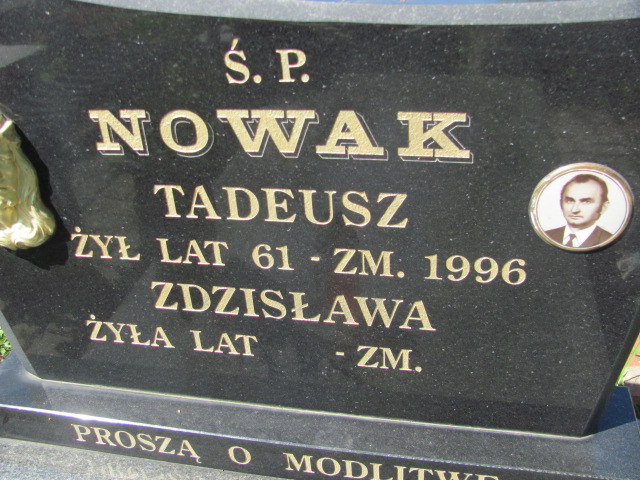 Ś. P.
NOWAK
TADEUSZ
ŻYŁ LAT 61 - ZM. 1996
ZDZISŁAWA
ŻYŁA LAT - ZM.
PROSZĄ O MODLITWĘ